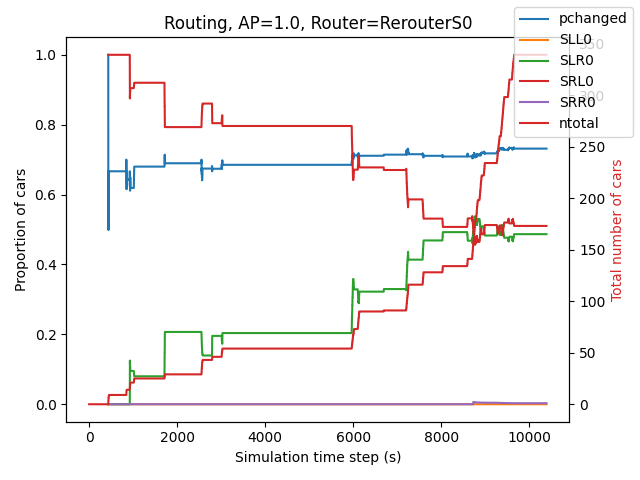 Routing, AP=1.0, Router=RerouterS0
pchanged
SLL0
SLR0
SRL0
SRR0
ntotal
1.0
0.8
0.6
0.4
0.2
0.0
Proportion of cars
350
300
250
200
150
100
50
0
Total number of cars
0
2000
4000
6000
8000
10000
Simulation time step (s)